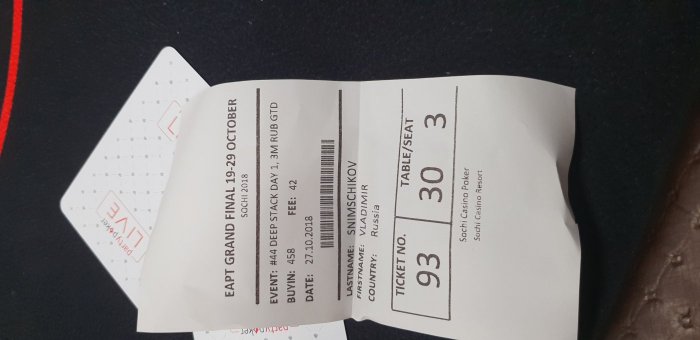 EAPT GRAND FINAL 19-29 OCTOBER
SOCHI 2018
EVENT: #44 DEEP STACK DAY 1, 3M RUB GTD
BUYIN: 458 FEE: 42
DATE: 27.10.2018
LASTNAME: SNIMSCHIKOV
FIRSTNAME: VLADIMIR
COUNTRY: Russia
TICKET NO. TABLE/SEAT
93 30 3
Sochi Casino Poker
Sochi Casino Resort
partypoker
LIVE
partypoker